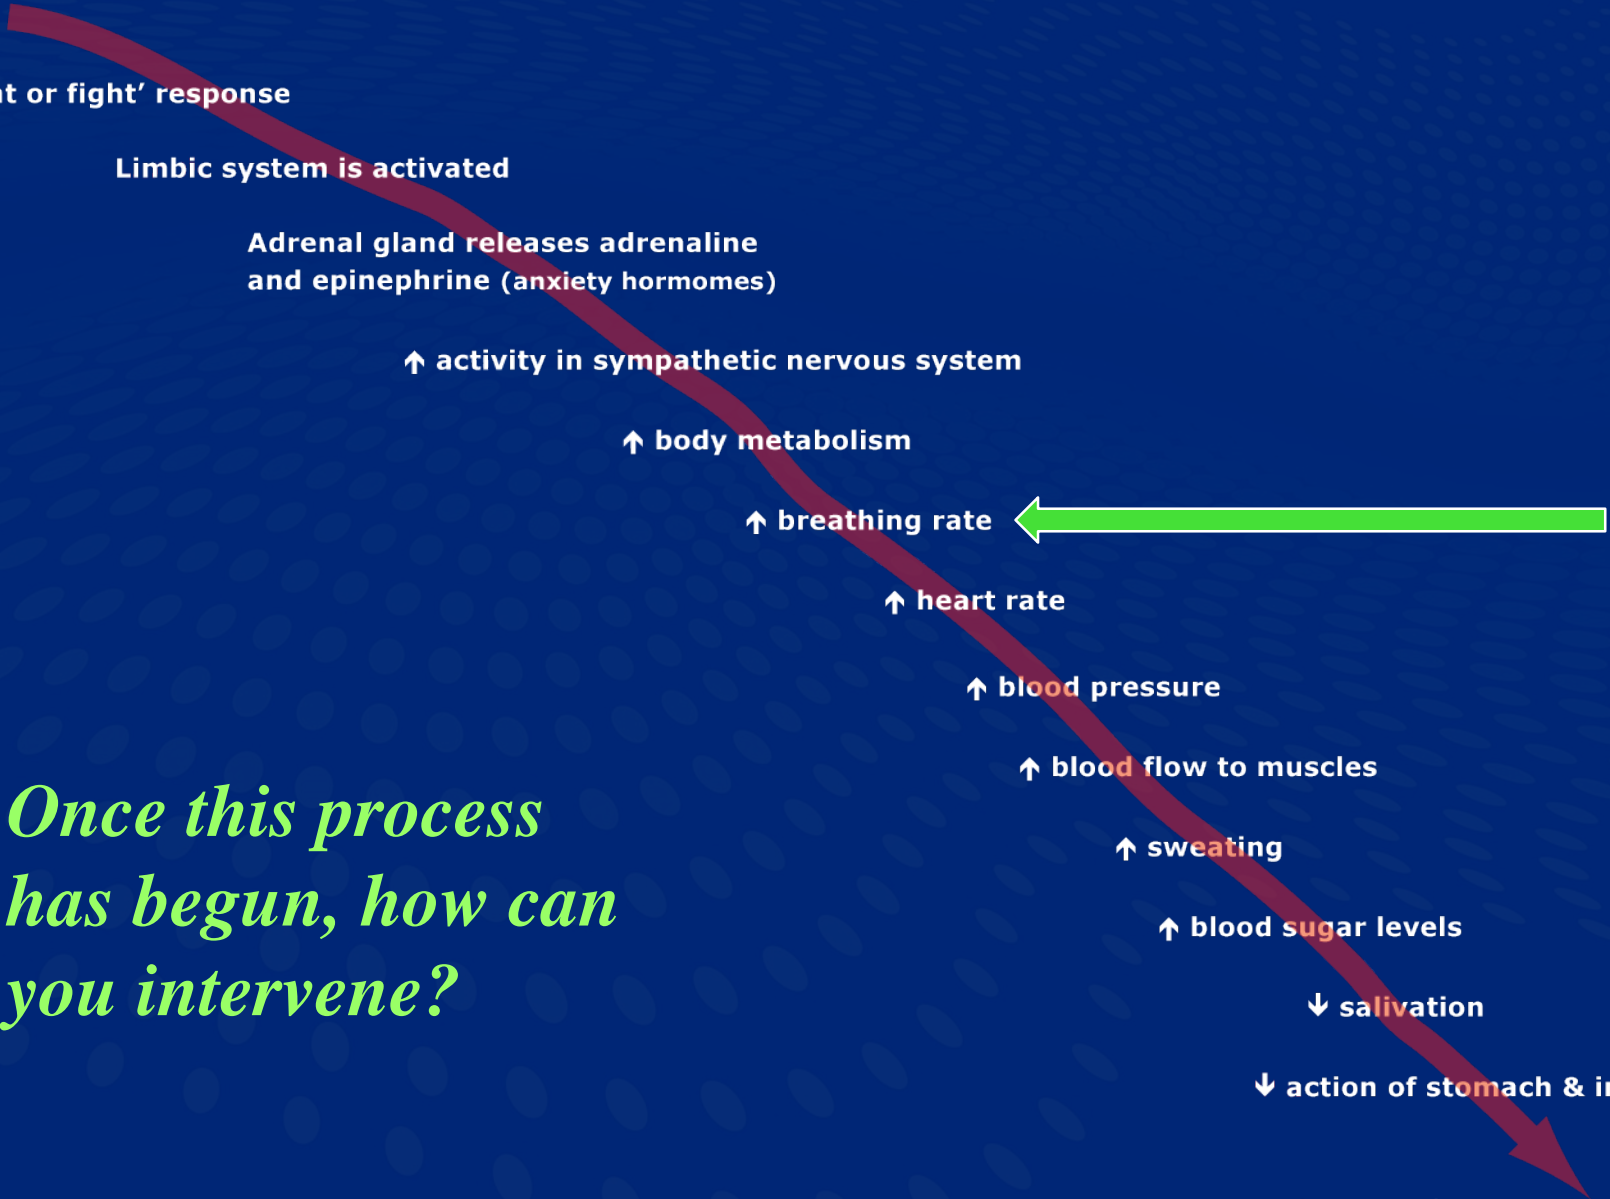 t or fight’ response
Limbic system is activated
Adrenal gland releases adrenaline
and epinephrine (anxiety hormomes)
↑ activity in sympathetic nervous system
↑ body metabolism
↑ breathing rate
↑ heart rate
↑ blood pressure
↑ blood flow to muscles
↑ sweating
↑ blood sugar levels
↓ salivation
↓ action of stomach & i
Once this process
has begun, how can
you intervene?